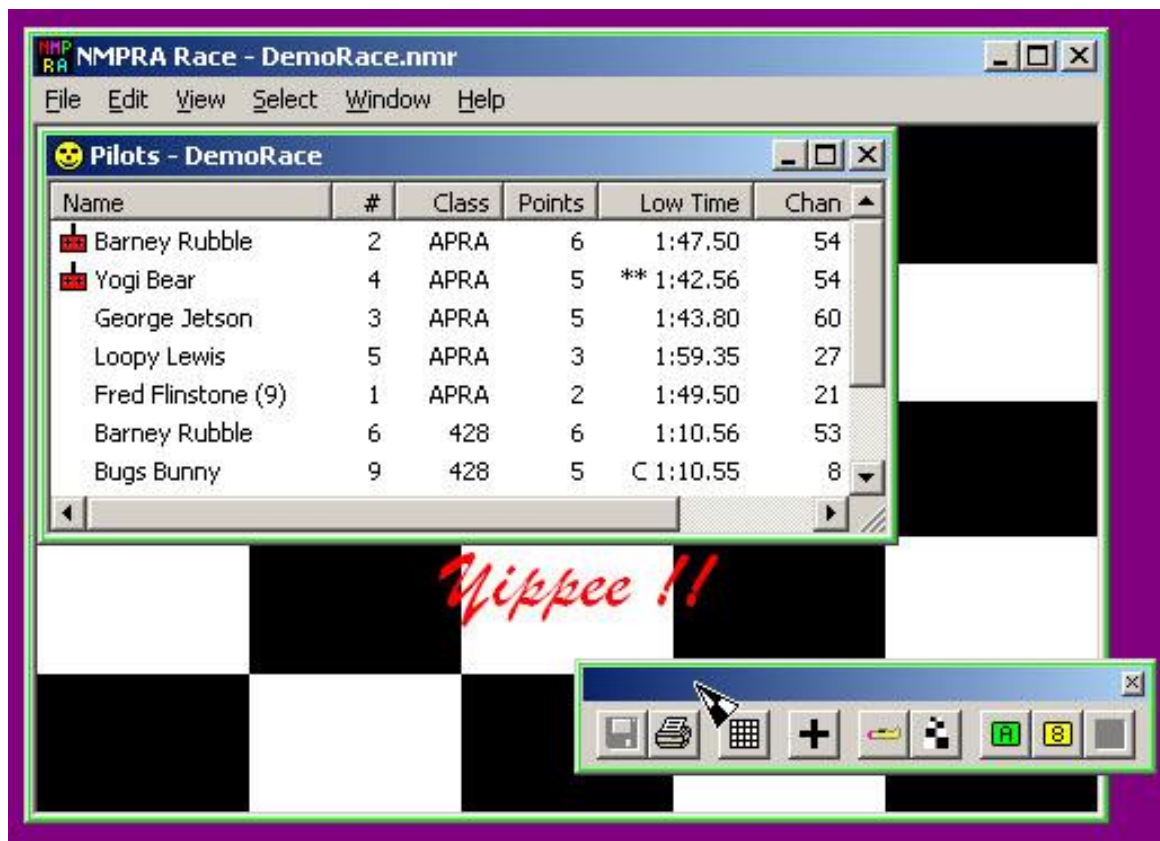 NMP
RA
NMPRA Race - DemoRace.nmr
File Edit View Select Window Help
Pilots - DemoRace
Name # Class Points Low Time Chan
Barney Rubble 2 APRA 6 1:47.50 54
Yogi Bear 4 APRA 5 ** 1:42.56 54
George Jetson 3 APRA 5 1:43.80 60
Loopy Lewis 5 APRA 3 1:59.35 27
Fred Flinstone (9) 1 APRA 2 1:49.50 21
Barney Rubble 6 428 6 1:10.56 53
Bugs Bunny 9 428 5 C 1:10.55 8
Yippee !!
A 8